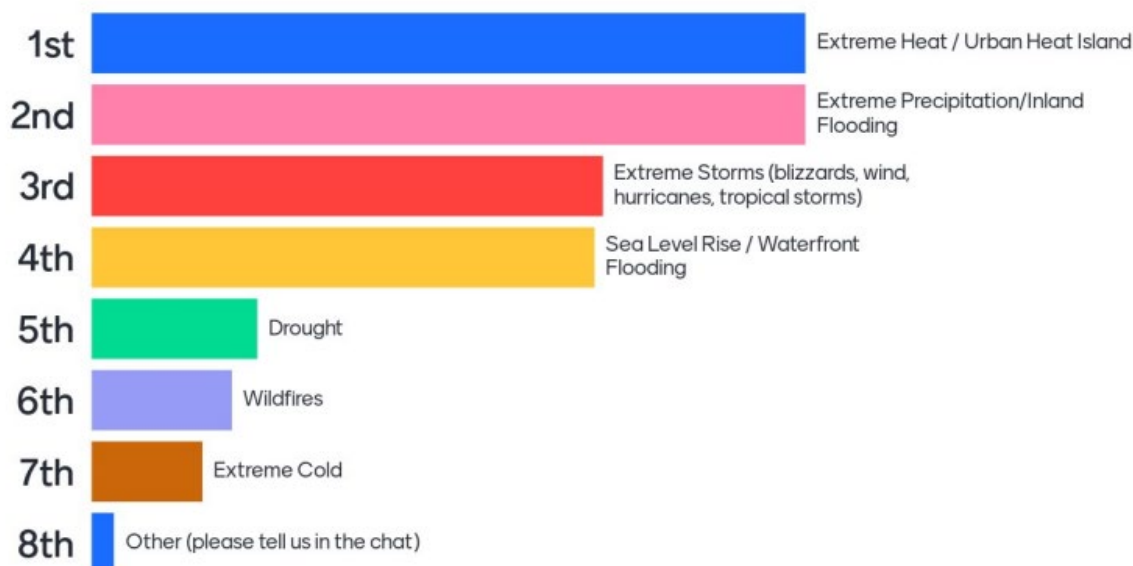 1st
Extreme Heat / Urban Heat Island
2nd
Extreme Precipitation/Inland
Flooding
3rd
Extreme Storms (blizzards, wind,
hurricanes, tropical storms)
4th
Sea Level Rise / Waterfront
Flooding
5th
Drought
6th
Wildfires
7th
Extreme Cold
8th
Other (please tell us in the chat)